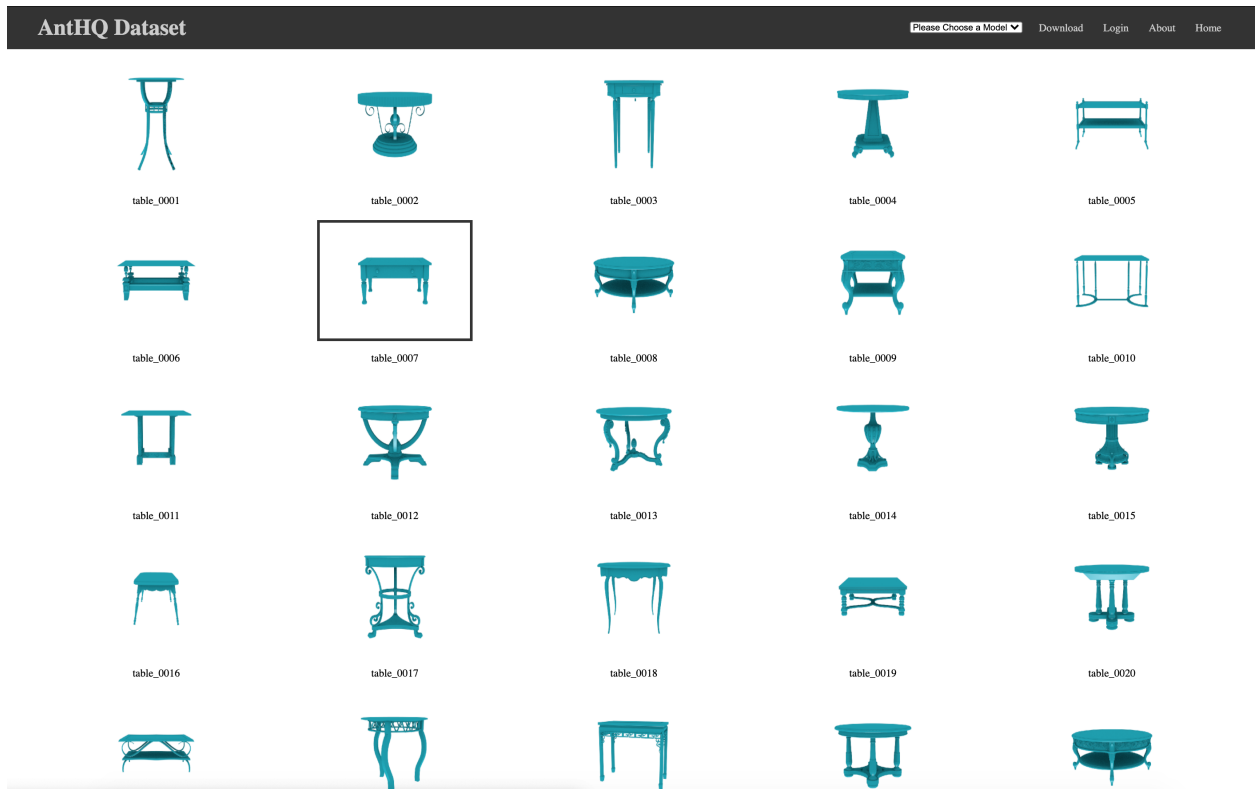 AntHQ Dataset
Please Choose a Model Download Login About Home
table_0001 table_0002 table_0003 table_0004 table_0005
table_0006 table_0007 table_0008 table_0009 table_0010
table_0011 table_0012 table_0013 table_0014 table_0015
table_0016 table_0017 table_0018 table_0019 table_0020